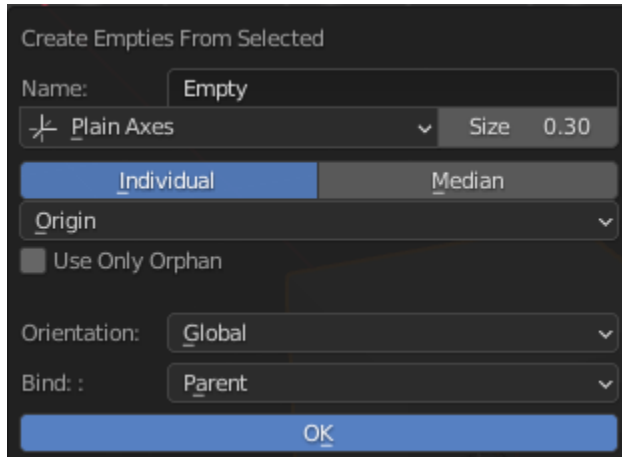 Create Empties From Selected
Name: Empty
Plain Axes Size 0.30
Individual Median
Origin
Use Only Orphan
Orientation: Global
Bind: : Parent
OK